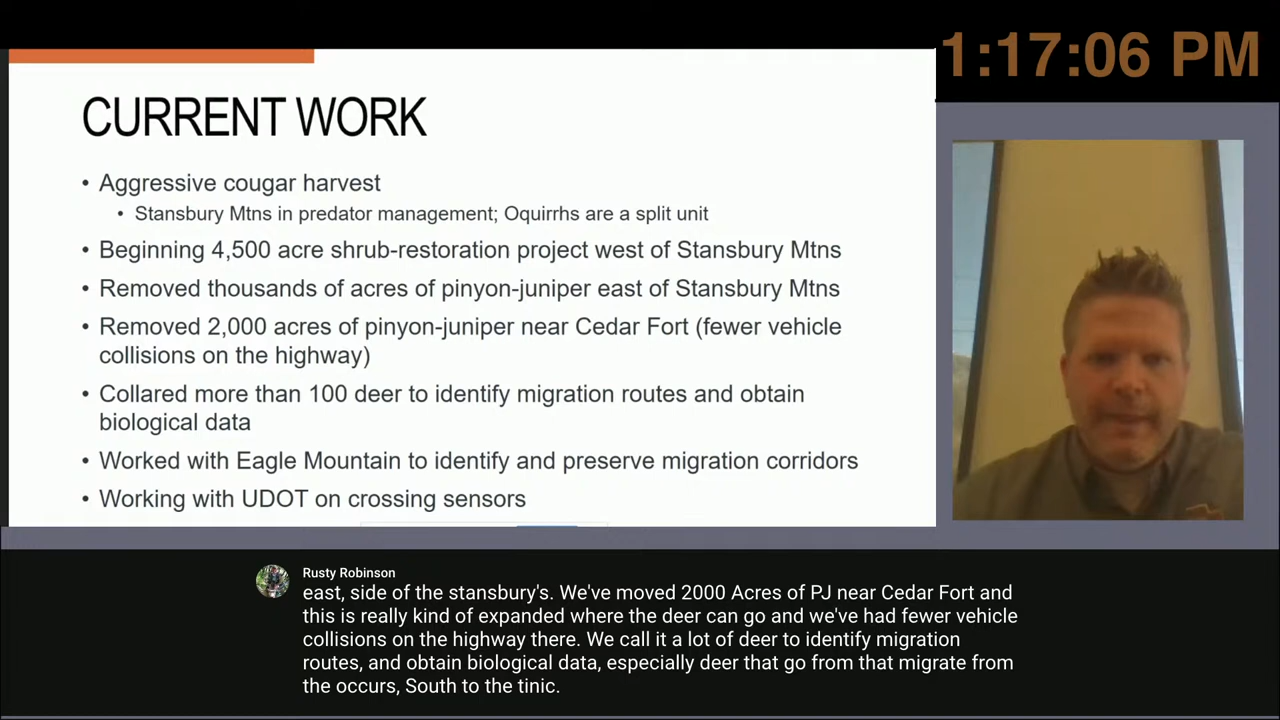 1:17:06 PM
CURRENT WORK
• Aggressive cougar harvest
• Stansbury Mtns in predator management; Oquirrhs are a split unit
• Beginning 4,500 acre shrub-restoration project west of Stansbury Mtns
• Removed thousands of acres of pinyon-juniper east of Stansbury Mtns
• Removed 2,000 acres of pinyon-juniper near Cedar Fort (fewer vehicle
collisions on the highway)
• Collared more than 100 deer to identify migration routes and obtain
biological data
• Worked with Eagle Mountain to identify and preserve migration corridors
• Working with UDOT on crossing sensors
Rusty Robinson
east, side of the stansbury's. We've moved 2000 Acres of PJ near Cedar Fort and
this is really kind of expanded where the deer can go and we've had fewer vehicle
collisions on the highway there. We call it a lot of deer to identify migration
routes, and obtain biological data, especially deer that go from that migrate from
the occurs, South to the tinic.